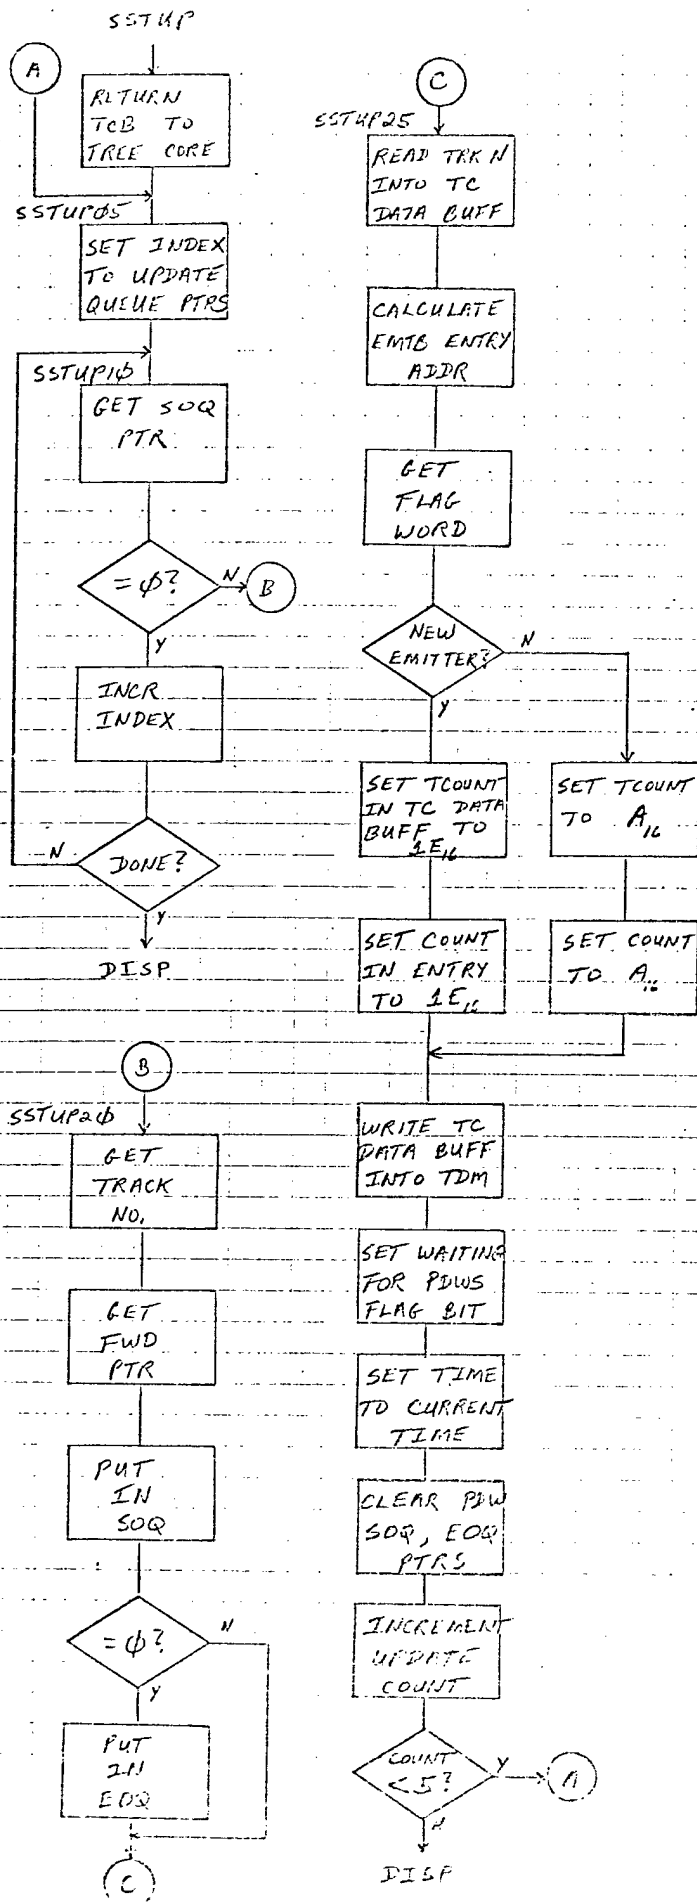 SSTUP
A
RETURN
TCB TO
FREE CORE
SSTUPØ5
SET INDEX
TO UPDATE
QUEUE PTRS
SSTUP1Ø
GET SOQ
PTR
= Ø?
N
B
Y
INCR
INDEX
N
DONE?
Y
DISP
B
SSTUP2Ø
GET
TRACK
NO.
GET
FWD
PTR
PUT
IN
SOQ
= Ø?
N
Y
PUT
IN
EOQ
C
C
SSTUP25
READ TRK N
INTO TC
DATA BUFF
CALCULATE
EMTB ENTRY
ADDR
GET
FLAG
WORD
NEW
EMITTER?
N
Y
SET TCOUNT
IN TC DATA
BUFF TO
1E₁₆
SET TCOUNT
TO A₁₆
SET COUNT
IN ENTRY
TO 1E₁₆
SET COUNT
TO A₁₆
WRITE TC
DATA BUFF
INTO TDM
SET WAITING
FOR PDWS
FLAG BIT
SET TIME
TO CURRENT
TIME
CLEAR PDW
SOQ, EOQ
PTRS
INCREMENT
UPDATE
COUNT
COUNT
< 5?
Y
A
N
DISP